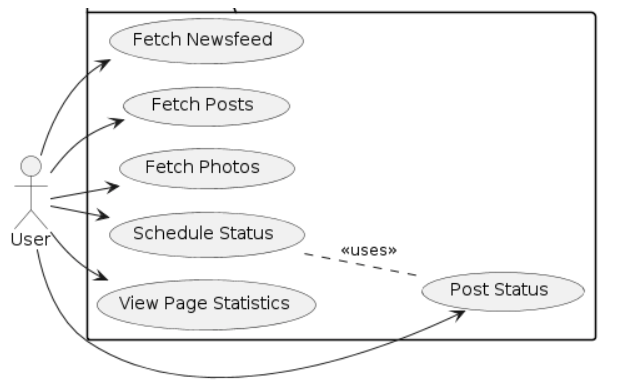 Fetch Newsfeed
Fetch Posts
Fetch Photos
User
Schedule Status
«uses»
View Page Statistics
Post Status